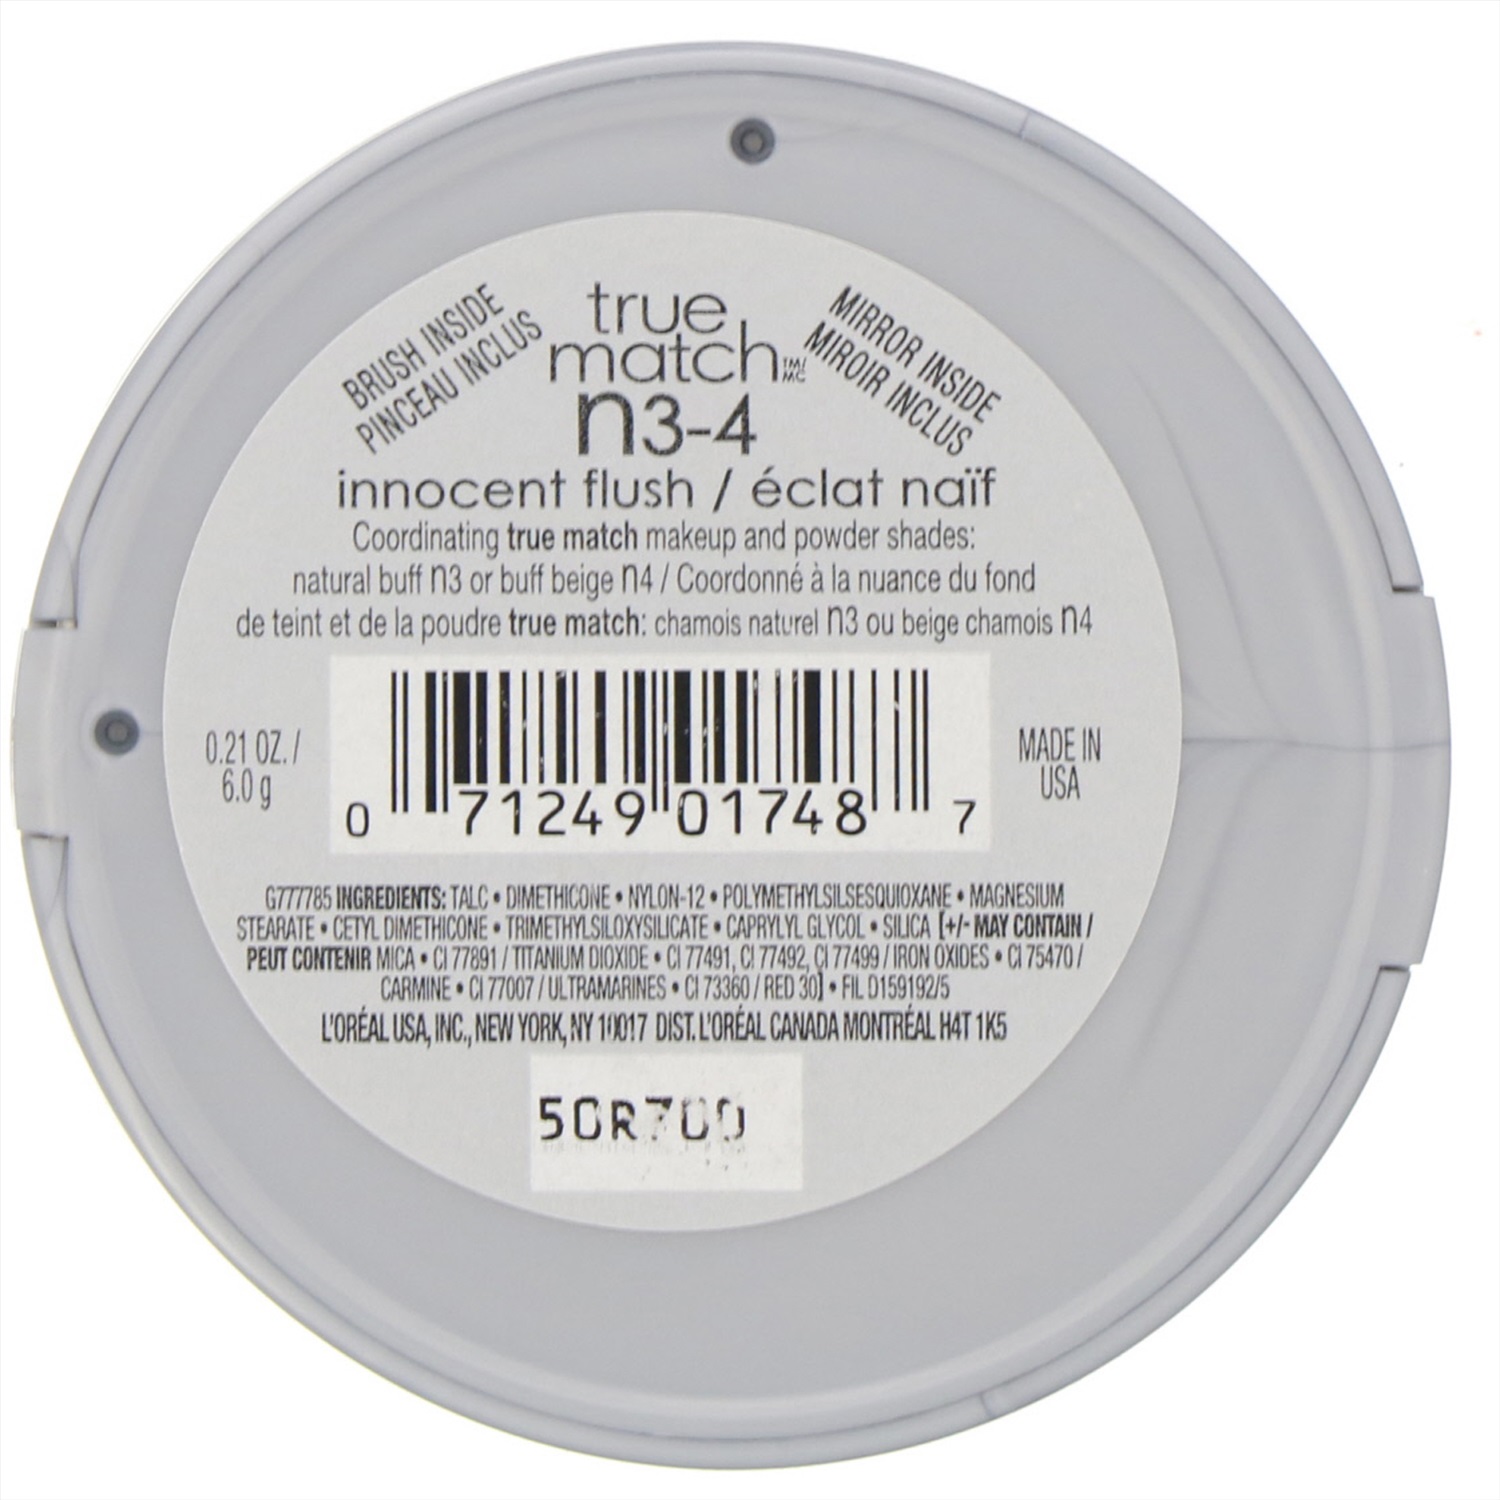 BRUSH INSIDE
PINCEAU INCLUS
true
match TM/MC
MIRROR INSIDE
MIROIR INCLUS
n3-4
innocent flush / éclat naïf
Coordinating true match makeup and powder shades:
natural buff n3 or buff beige n4 / Coordonné à la nuance du fond
de teint et de la poudre true match: chamois naturel n3 ou beige chamois n4
0.21 OZ. /
6.0 g
0 71249 01748 7
MADE IN
USA
G777785 INGREDIENTS: TALC • DIMETHICONE • NYLON-12 • POLYMETHYLSILSESQUIOXANE • MAGNESIUM
STEARATE • CETYL DIMETHICONE • TRIMETHYLSILOXYSILICATE • CAPRYLYL GLYCOL • SILICA [+/- MAY CONTAIN /
PEUT CONTENIR MICA • CI 77891 / TITANIUM DIOXIDE • CI 77491, CI 77492, CI 77499 / IRON OXIDES • CI 75470 /
CARMINE • CI 77007 / ULTRAMARINES • CI 73360 / RED 30] • FIL D159192/5
L'ORÉAL USA, INC., NEW YORK, NY 10017 DIST. L'ORÉAL CANADA MONTRÉAL H4T 1K5